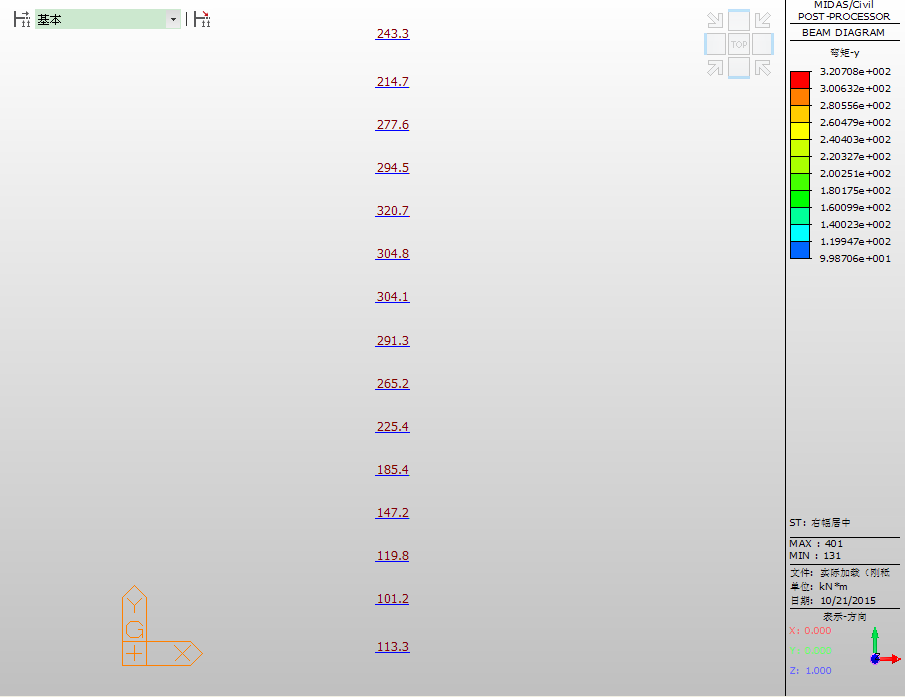 基本
243.3
214.7
277.6
294.5
320.7
304.8
304.1
291.3
265.2
225.4
185.4
147.2
119.8
101.2
113.3
Y
G
X
TOP
MIDAS/Civil
POST-PROCESSOR
BEAM DIAGRAM
弯矩-y
3.20708e+002
3.00632e+002
2.80556e+002
2.60479e+002
2.40403e+002
2.20327e+002
2.00251e+002
1.80175e+002
1.60099e+002
1.40023e+002
1.19947e+002
9.98706e+001
ST: 右幅居中
MAX : 401
MIN : 131
文件: 实际加载（刚秪
单位: kN*m
日期: 10/21/2015
表示-方向
X: 0.000
Y: 0.000
Z: 1.000
Z